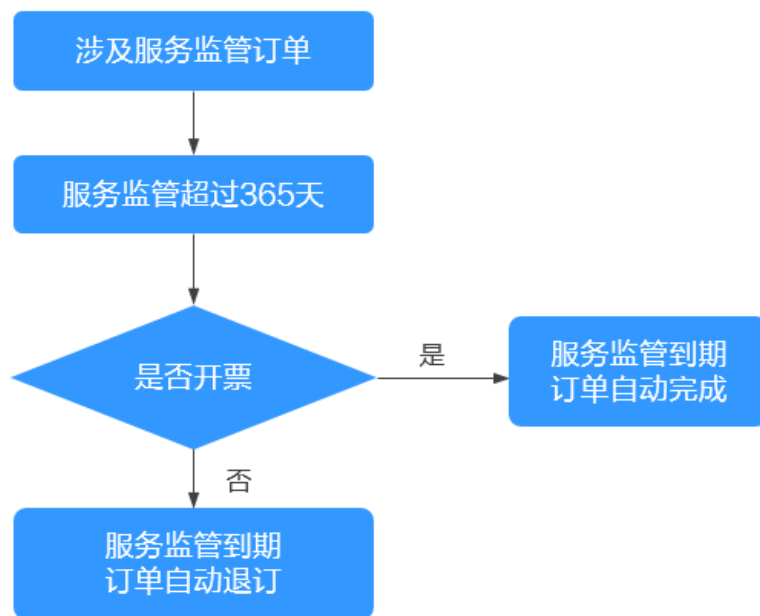 涉及服务监管订单
服务监管超过365天
是否开票
是
服务监管到期
订单自动完成
否
服务监管到期
订单自动退订